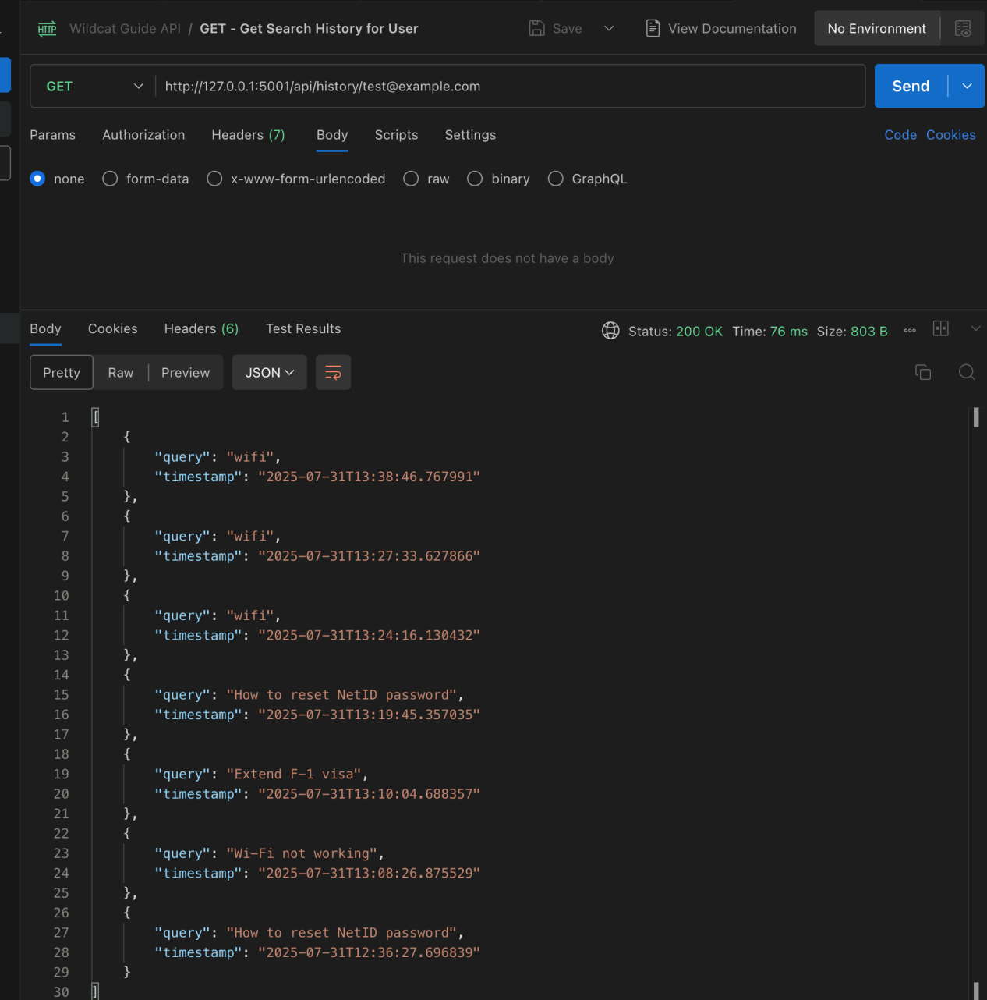 HTTP Wildcat Guide API / GET - Get Search History for User Save View Documentation No Environment
GET http://127.0.0.1:5001/api/history/test@example.com Send
Params Authorization Headers (7) Body Scripts Settings Code Cookies
none form-data x-www-form-urlencoded raw binary GraphQL
This request does not have a body
Body Cookies Headers (6) Test Results Status: 200 OK Time: 76 ms Size: 803 B
Pretty Raw Preview JSON
1 [
2 {
3 "query": "wifi",
4 "timestamp": "2025-07-31T13:38:46.767991"
5 },
6 {
7 "query": "wifi",
8 "timestamp": "2025-07-31T13:27:33.627866"
9 },
10 {
11 "query": "wifi",
12 "timestamp": "2025-07-31T13:24:16.130432"
13 },
14 {
15 "query": "How to reset NetID password",
16 "timestamp": "2025-07-31T13:19:45.357035"
17 },
18 {
19 "query": "Extend F-1 visa",
20 "timestamp": "2025-07-31T13:10:04.688357"
21 },
22 {
23 "query": "Wi-Fi not working",
24 "timestamp": "2025-07-31T13:08:26.875529"
25 },
26 {
27 "query": "How to reset NetID password",
28 "timestamp": "2025-07-31T12:36:27.696839"
29 }
30 ]